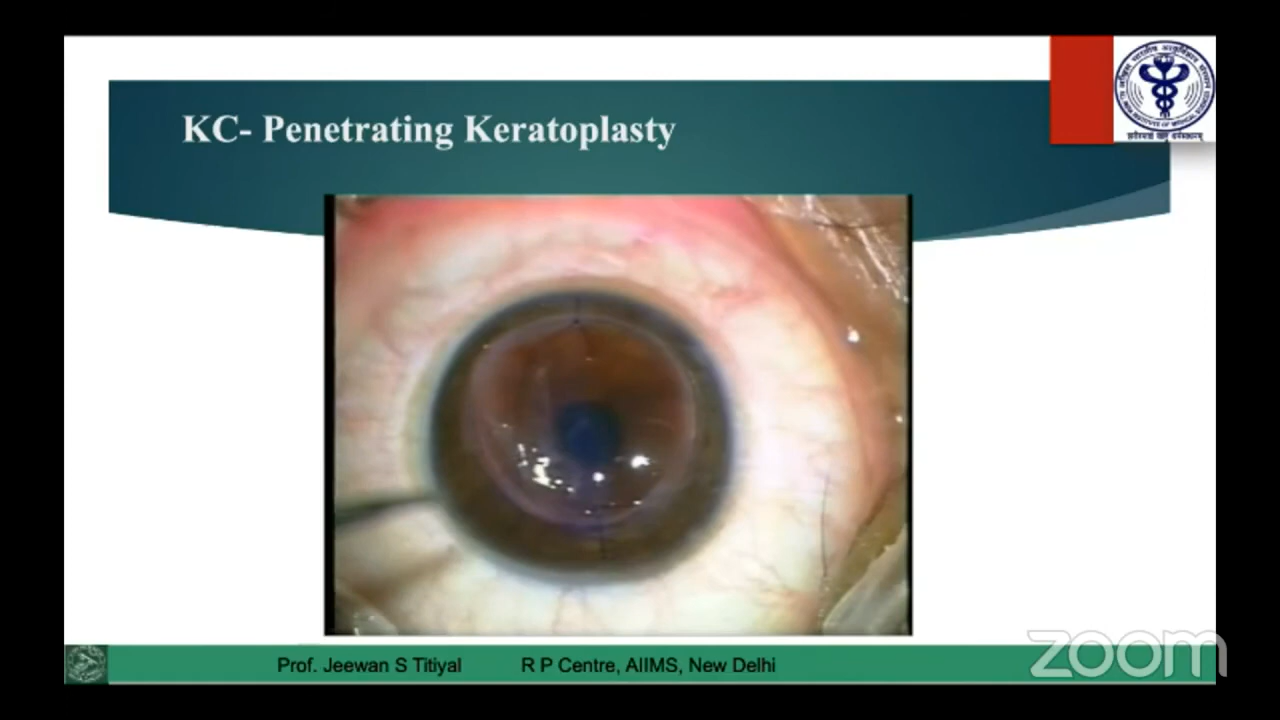 KC- Penetrating Keratoplasty
Prof. Jeewan S Titiyal R P Centre, AIIMS, New Delhi
zoom